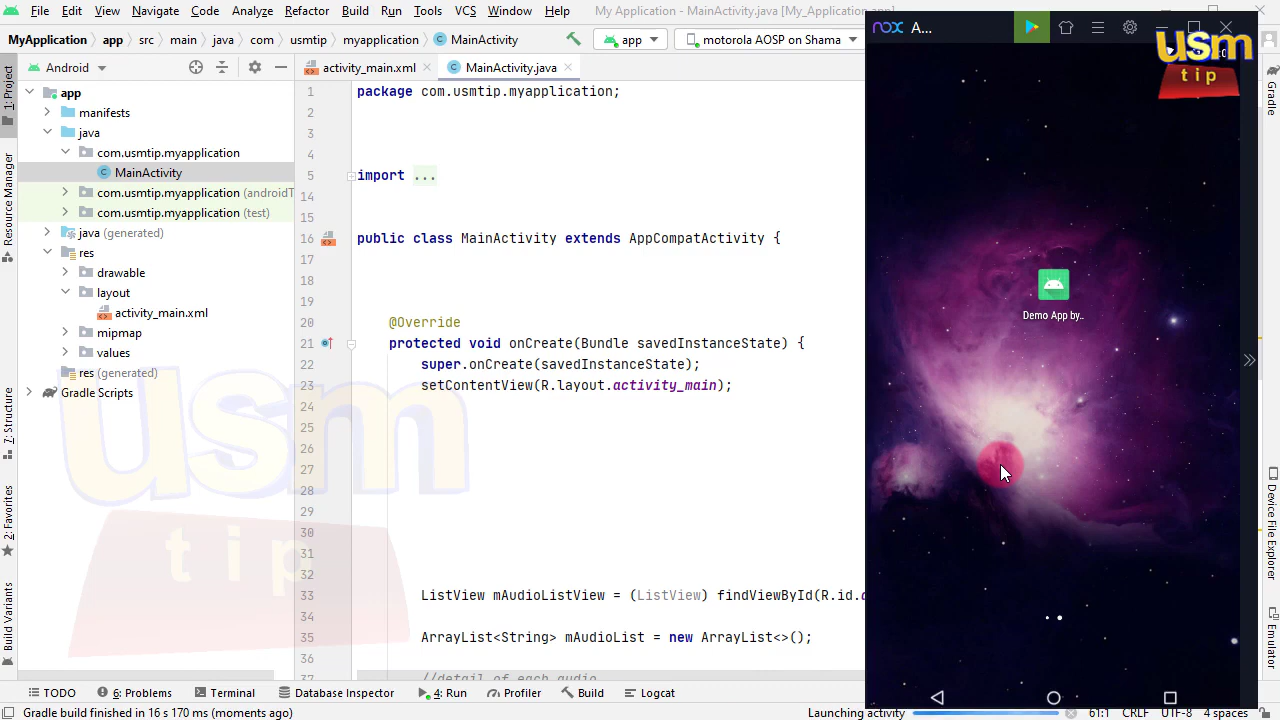 File Edit View Navigate Code Analyze Refactor Build Run Tools VCS Window Help My Application - MainActivity.java [My_Application.app]
MyApplication app src java com usmtip myapplication MainActivity app motorola AOSP on Shama
Android
activity_main.xml MainActivity.java
1: Project
Resource Manager
7: Structure
2: Favorites
Build Variants
app
manifests
java
com.usmtip.myapplication
MainActivity
com.usmtip.myapplication (androidT
com.usmtip.myapplication (test)
java (generated)
res
drawable
layout
activity_main.xml
mipmap
values
res (generated)
Gradle Scripts
usm
tip
1 package com.usmtip.myapplication;
2
3
4
5 import ...
14
15
16 public class MainActivity extends AppCompatActivity {
17
18
19
20 @Override
21 protected void onCreate(Bundle savedInstanceState) {
22 super.onCreate(savedInstanceState);
23 setContentView(R.layout.activity_main);
24
25
26
27
28
29
30
31
32
33 ListView mAudioListView = (ListView) findViewById(R.id.
34
35 ArrayList<String> mAudioList = new ArrayList<>();
36
37 //detail of each audio
nox A...
usm
tip
Demo App by..
Gradle
Device File Explorer
Emulator
TODO 6: Problems Terminal Database Inspector 4: Run Profiler Build Logcat
Gradle build finished in 16 s 170 ms (moments ago) Launching activity 61:1 CRLF UTF-8 4 spaces